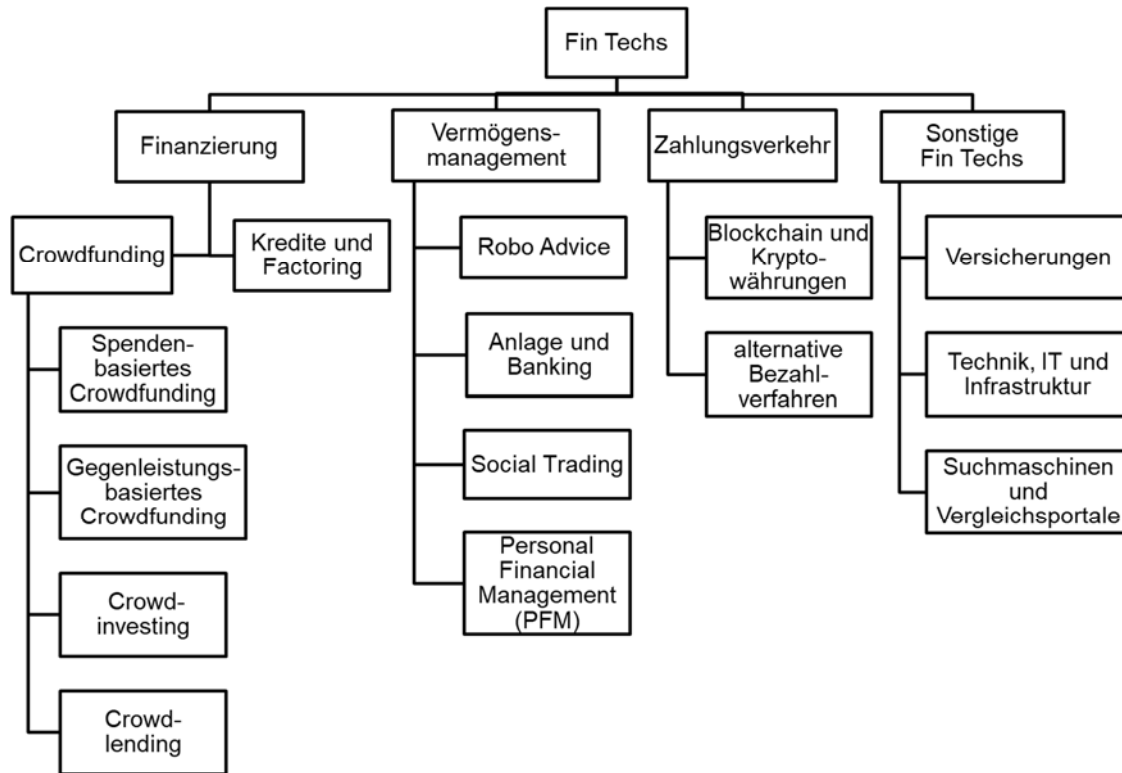 Fin Techs
Finanzierung
Vermögens-
management
Zahlungsverkehr
Sonstige
Fin Techs
Crowdfunding
Kredite und
Factoring
Spenden-
basiertes
Crowdfunding
Gegenleistungs-
basiertes
Crowdfunding
Crowd-
investing
Crowd-
lending
Robo Advice
Anlage und
Banking
Social Trading
Personal
Financial
Management
(PFM)
Blockchain und
Krypto-
währungen
alternative
Bezahl-
verfahren
Versicherungen
Technik, IT und
Infrastruktur
Suchmaschinen
und
Vergleichsportale